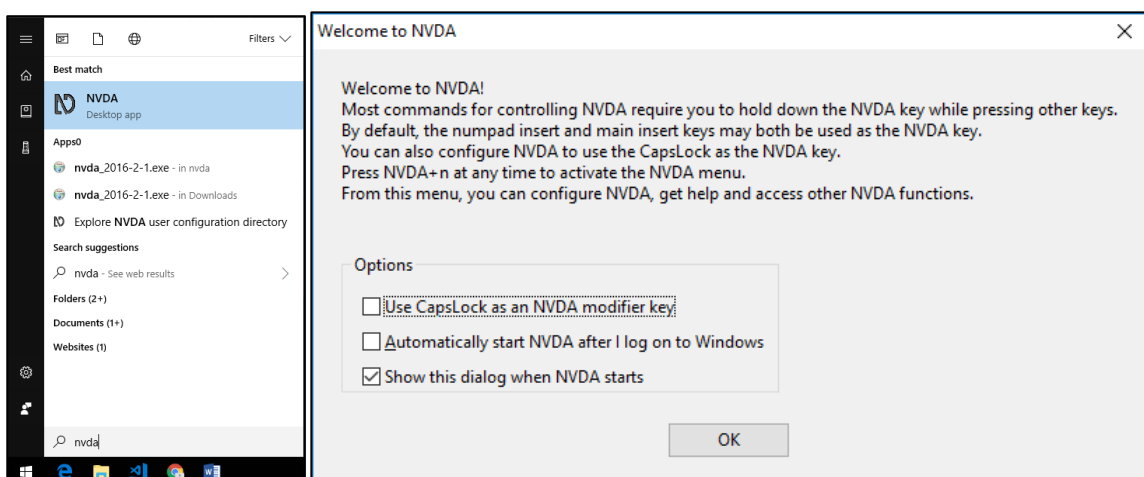 Filters
Best match
NVDA
Desktop app
Apps0
nvda_2016-2-1.exe - in nvda
nvda_2016-2-1.exe - in Downloads
Explore NVDA user configuration directory
Search suggestions
nvda - See web results
Folders (2+)
Documents (1+)
Websites (1)
nvda
Welcome to NVDA
Welcome to NVDA!
Most commands for controlling NVDA require you to hold down the NVDA key while pressing other keys.
By default, the numpad insert and main insert keys may both be used as the NVDA key.
You can also configure NVDA to use the CapsLock as the NVDA key.
Press NVDA+n at any time to activate the NVDA menu.
From this menu, you can configure NVDA, get help and access other NVDA functions.
Options
Use CapsLock as an NVDA modifier key
Automatically start NVDA after I log on to Windows
Show this dialog when NVDA starts
OK